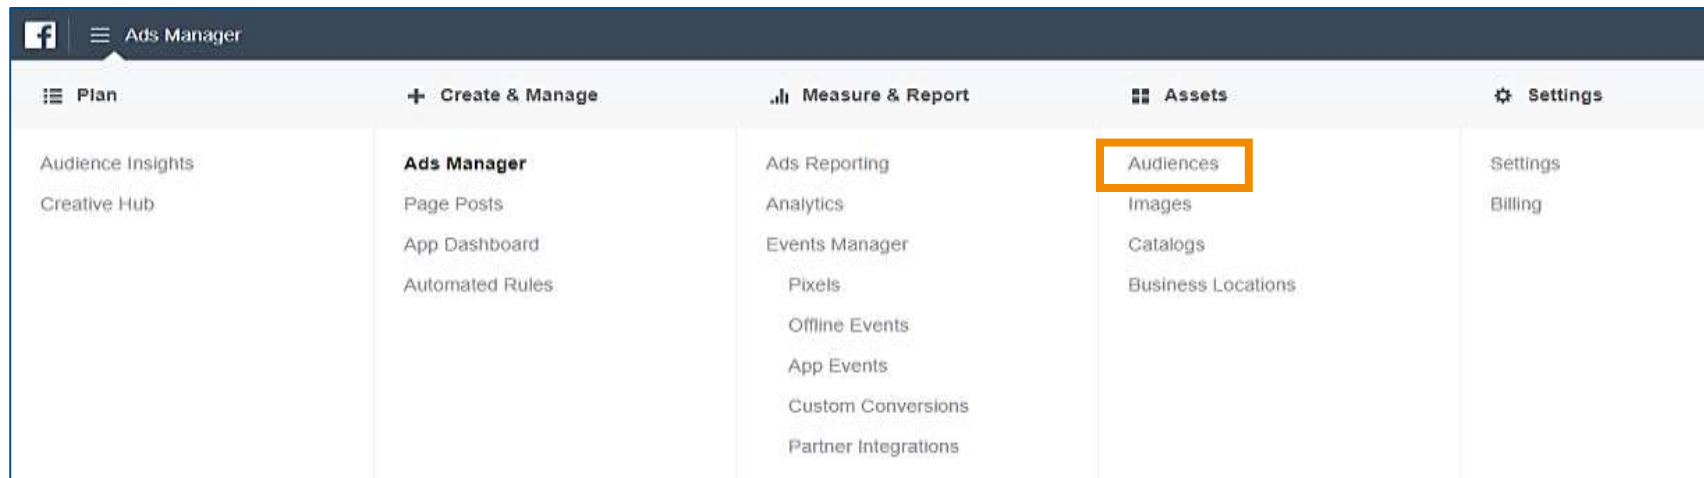 f Ads Manager
Plan
Create & Manage
Measure & Report
Assets
Settings
Audience Insights
Creative Hub
Ads Manager
Page Posts
App Dashboard
Automated Rules
Ads Reporting
Analytics
Events Manager
Pixels
Offline Events
App Events
Custom Conversions
Partner Integrations
Audiences
Images
Catalogs
Business Locations
Settings
Billing